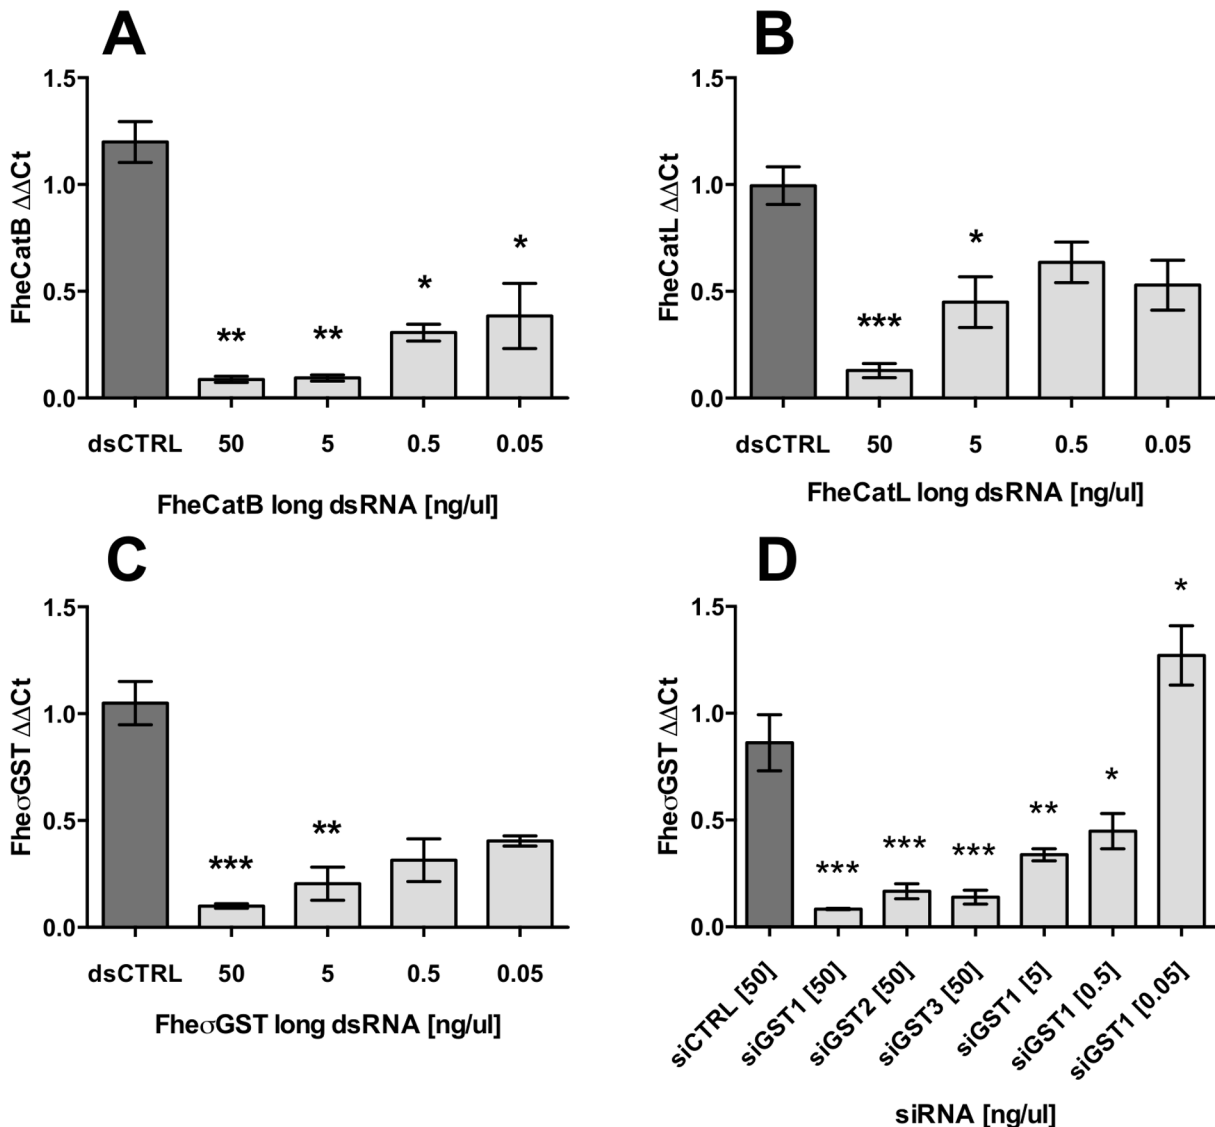 A
1.5
1.0
0.5
0.0
FheCatB ΔΔCt
**
**
*
*
dsCTRL 50 5 0.5 0.05
FheCatB long dsRNA [ng/ul]
B
1.5
1.0
0.5
0.0
FheCatL ΔΔCt
***
*
dsCTRL 50 5 0.5 0.05
FheCatL long dsRNA [ng/ul]
C
1.5
1.0
0.5
0.0
FheσGST ΔΔCt
***
**
dsCTRL 50 5 0.5 0.05
FheσGST long dsRNA [ng/ul]
D
1.5
1.0
0.5
0.0
FheσGST ΔΔCt
***
***
***
**
*
*
siCTRL [50]
siGST1 [50]
siGST2 [50]
siGST3 [50]
siGST1 [5]
siGST1 [0.5]
siGST1 [0.05]
siRNA [ng/ul]